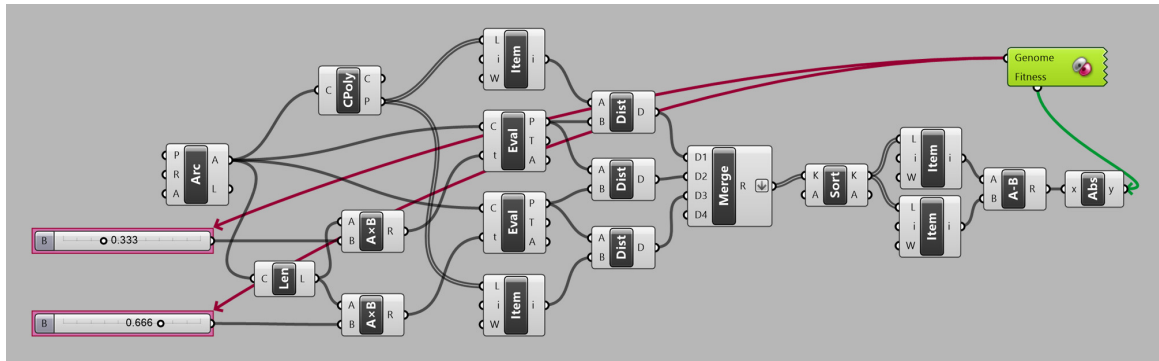 L
i
W
Item
i
Genome
Fitness
C
CPoly
C
P
A
B
Dist
D
C
t
Eval
P
T
A
P
R
A
Arc
A
L
A
B
Dist
D
D1
D2
D3
D4
Merge
R
K
A
Sort
K
A
L
i
W
Item
i
A
B
A-B
R
x
Abs
y
L
i
W
Item
i
C
t
Eval
P
T
A
A
B
Dist
D
B 0.333
A
B
A×B
R
C
Len
L
B 0.666
A
B
A×B
R
L
i
W
Item
i